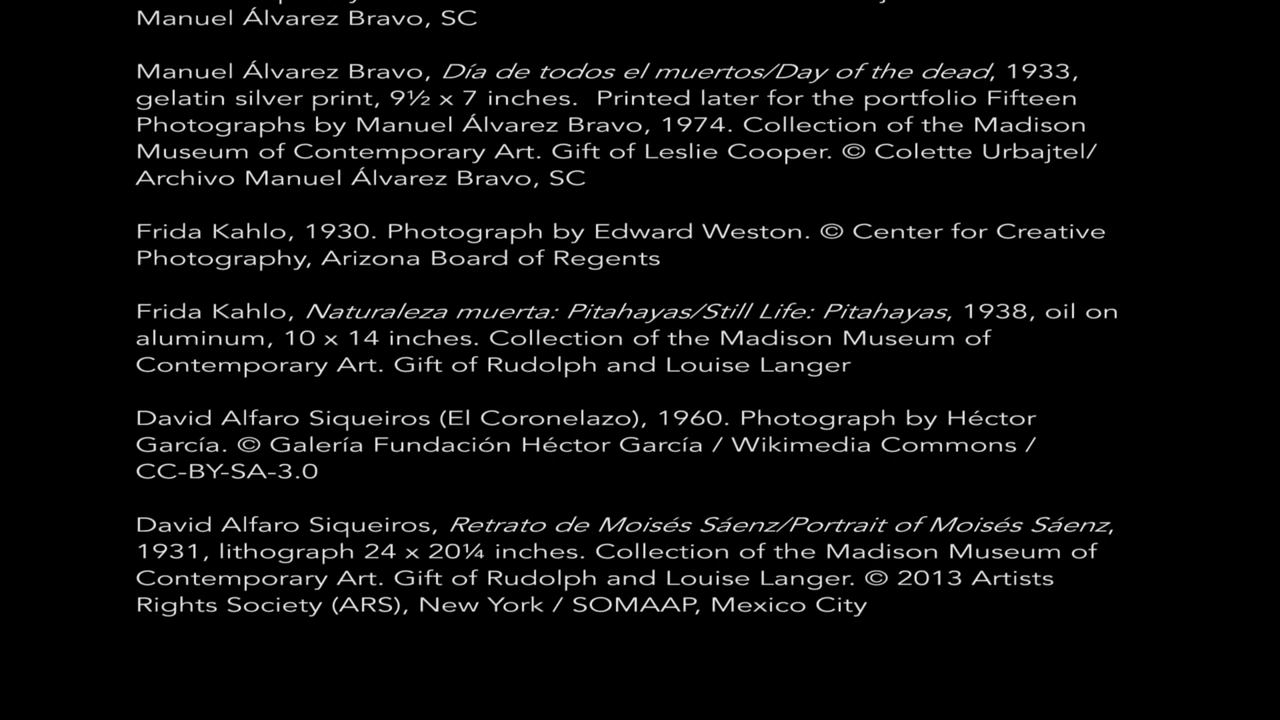 Manuel Álvarez Bravo, SC
Manuel Álvarez Bravo, Día de todos el muertos/Day of the dead, 1933,
gelatin silver print, 9½ x 7 inches.  Printed later for the portfolio Fifteen
Photographs by Manuel Álvarez Bravo, 1974. Collection of the Madison
Museum of Contemporary Art. Gift of Leslie Cooper. © Colette Urbajtel/
Archivo Manuel Álvarez Bravo, SC
Frida Kahlo, 1930. Photograph by Edward Weston. © Center for Creative
Photography, Arizona Board of Regents
Frida Kahlo, Naturaleza muerta: Pitahayas/Still Life: Pitahayas, 1938, oil on
aluminum, 10 x 14 inches. Collection of the Madison Museum of
Contemporary Art. Gift of Rudolph and Louise Langer
David Alfaro Siqueiros (El Coronelazo), 1960. Photograph by Héctor
García. © Galería Fundación Héctor García / Wikimedia Commons /
CC-BY-SA-3.0
David Alfaro Siqueiros, Retrato de Moisés Sáenz/Portrait of Moisés Sáenz,
1931, lithograph 24 x 20¼ inches. Collection of the Madison Museum of
Contemporary Art. Gift of Rudolph and Louise Langer. © 2013 Artists
Rights Society (ARS), New York / SOMAAP, Mexico City